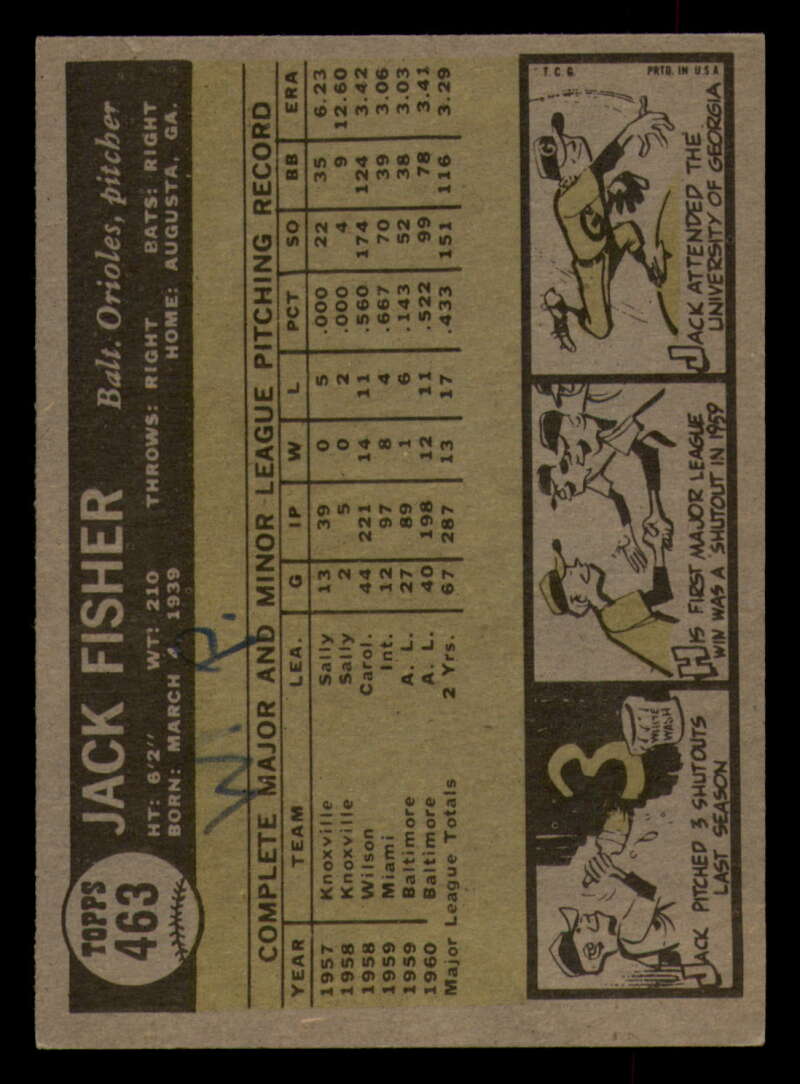 TOPPS
463
JACK FISHER
Balt. Orioles, pitcher
HT: 6'2" WT: 210 THROWS: RIGHT BATS: RIGHT
BORN: MARCH 4, 1939 HOME: AUGUSTA, GA.
W. P.
COMPLETE MAJOR AND MINOR LEAGUE PITCHING RECORD
YEAR TEAM LEA. G IP W L PCT SO BB ERA
1957 Knoxville Sally 13 39 0 5 .000 22 35 6.23
1958 Knoxville Sally 2 5 0 2 .000 4 9 12.60
1958 Wilson Carol. 44 221 14 11 .560 174 124 3.42
1959 Miami Int. 12 97 8 4 .667 70 39 3.06
1959 Baltimore A. L. 27 89 1 6 .143 52 38 3.03
1960 Baltimore A. L. 40 198 12 11 .522 99 78 3.41
Major League Totals 2 Yrs. 67 287 13 17 .433 151 116 3.29
3
WHITE
WASH
JACK PITCHED 3 SHUTOUTS
LAST SEASON
HIS FIRST MAJOR LEAGUE
WIN WAS A SHUTOUT IN 1959
T.C.G. PRTD. IN U.S.A
G
G
JACK ATTENDED THE
UNIVERSITY OF GEORGIA